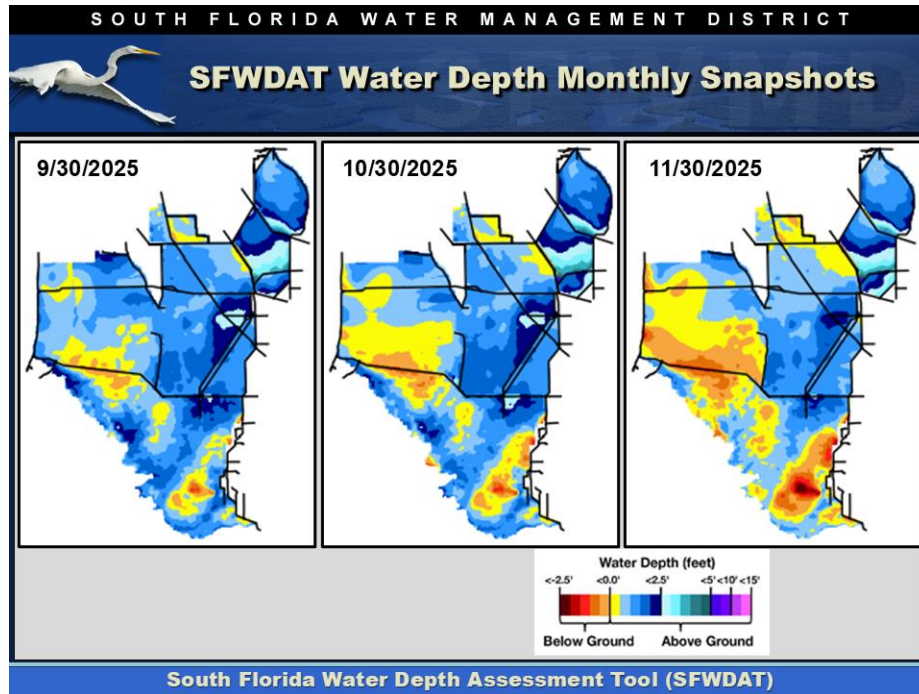 SOUTH FLORIDA WATER MANAGEMENT DISTRICT
SFWDAT Water Depth Monthly Snapshots
9/30/2025
10/30/2025
11/30/2025
Water Depth (feet)
<-2.5' <0.0' <2.5' <5' <10' <15'
Below Ground Above Ground
South Florida Water Depth Assessment Tool (SFWDAT)